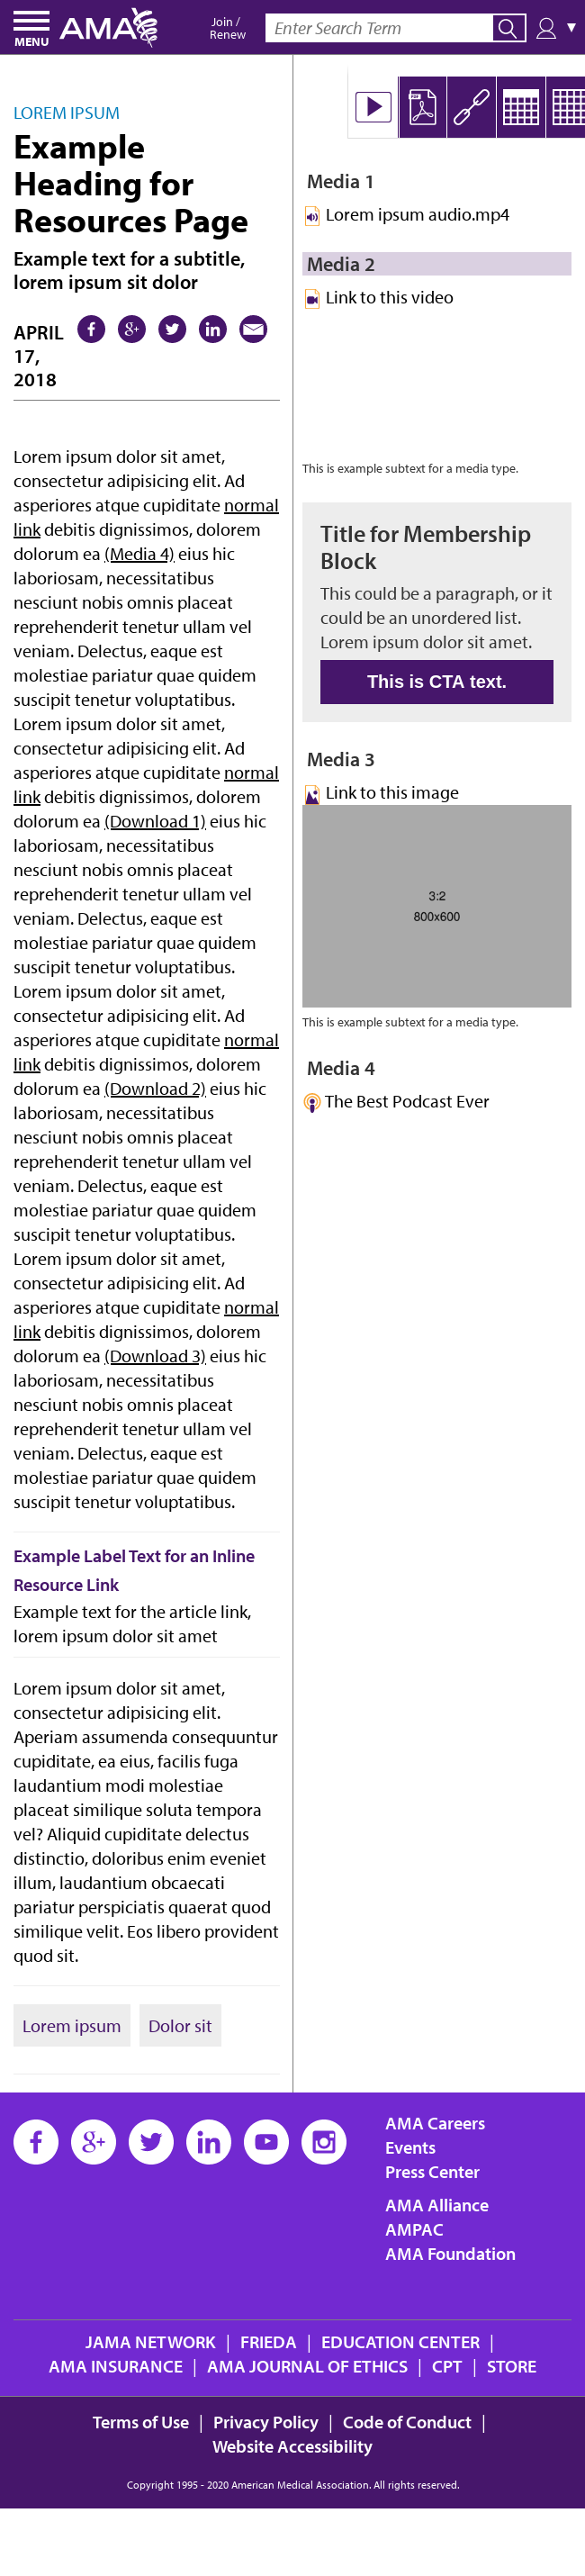 MENU
AMA
Join /
Renew
Enter Search Term
▼
LOREM IPSUM
Example
Heading for
Resources Page
Example text for a subtitle,
lorem ipsum sit dolor
APRIL
17,
2018
Lorem ipsum dolor sit amet,
consectetur adipisicing elit. Ad
asperiores atque cupiditate normal
link debitis dignissimos, dolorem
dolorum ea (Media 4) eius hic
laboriosam, necessitatibus
nesciunt nobis omnis placeat
reprehenderit tenetur ullam vel
veniam. Delectus, eaque est
molestiae pariatur quae quidem
suscipit tenetur voluptatibus.
Lorem ipsum dolor sit amet,
consectetur adipisicing elit. Ad
asperiores atque cupiditate normal
link debitis dignissimos, dolorem
dolorum ea (Download 1) eius hic
laboriosam, necessitatibus
nesciunt nobis omnis placeat
reprehenderit tenetur ullam vel
veniam. Delectus, eaque est
molestiae pariatur quae quidem
suscipit tenetur voluptatibus.
Lorem ipsum dolor sit amet,
consectetur adipisicing elit. Ad
asperiores atque cupiditate normal
link debitis dignissimos, dolorem
dolorum ea (Download 2) eius hic
laboriosam, necessitatibus
nesciunt nobis omnis placeat
reprehenderit tenetur ullam vel
veniam. Delectus, eaque est
molestiae pariatur quae quidem
suscipit tenetur voluptatibus.
Lorem ipsum dolor sit amet,
consectetur adipisicing elit. Ad
asperiores atque cupiditate normal
link debitis dignissimos, dolorem
dolorum ea (Download 3) eius hic
laboriosam, necessitatibus
nesciunt nobis omnis placeat
reprehenderit tenetur ullam vel
veniam. Delectus, eaque est
molestiae pariatur quae quidem
suscipit tenetur voluptatibus.
Example Label Text for an Inline
Resource Link
Example text for the article link,
lorem ipsum dolor sit amet
Lorem ipsum dolor sit amet,
consectetur adipisicing elit.
Aperiam assumenda consequuntur
cupiditate, ea eius, facilis fuga
laudantium modi molestiae
placeat similique soluta tempora
vel? Aliquid cupiditate delectus
distinctio, doloribus enim eveniet
illum, laudantium obcaecati
pariatur perspiciatis quaerat quod
similique velit. Eos libero provident
quod sit.
Lorem ipsum
Dolor sit
PDF
Media 1
Lorem ipsum audio.mp4
Media 2
Link to this video
This is example subtext for a media type.
Title for Membership
Block
This could be a paragraph, or it
could be an unordered list.
Lorem ipsum dolor sit amet.
This is CTA text.
Media 3
Link to this image
3:2
800x600
This is example subtext for a media type.
Media 4
The Best Podcast Ever
AMA Careers
Events
Press Center
AMA Alliance
AMPAC
AMA Foundation
JAMA NETWORK | FRIEDA | EDUCATION CENTER |
AMA INSURANCE | AMA JOURNAL OF ETHICS | CPT | STORE
Terms of Use | Privacy Policy | Code of Conduct |
Website Accessibility
Copyright 1995 - 2020 American Medical Association. All rights reserved.